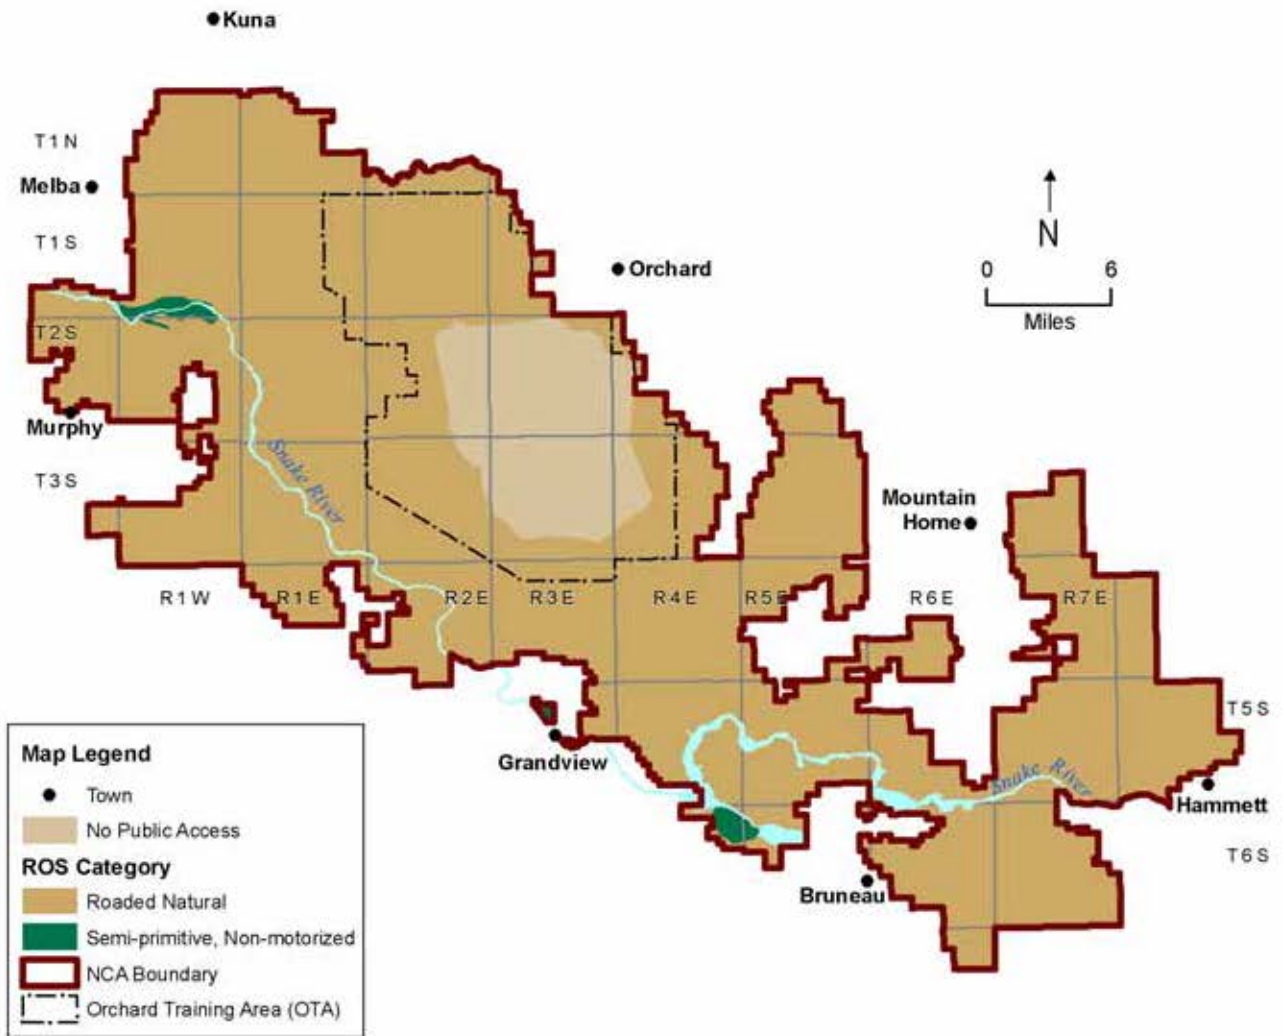 Kuna
T1N
Melba
T1S
Orchard
N
0 6
Miles
T2S
Murphy
Snake River
T3S
Mountain
Home
R1W R1E R2E R3E R4E R5E R6E R7E
T5S
Grandview
Snake River
Hammett
T6S
Bruneau
Map Legend
Town
No Public Access
ROS Category
Roaded Natural
Semi-primitive, Non-motorized
NCA Boundary
Orchard Training Area (OTA)